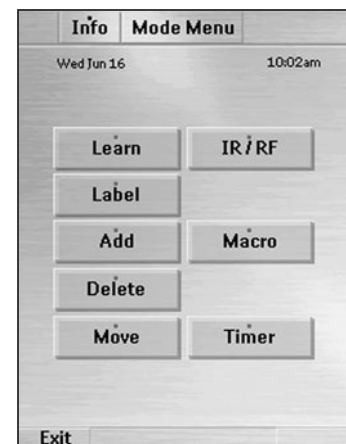 Info Mode Menu
Wed Jun 16 10:02am
Learn IR/RF
Label
Add Macro
Delete
Move Timer
Exit